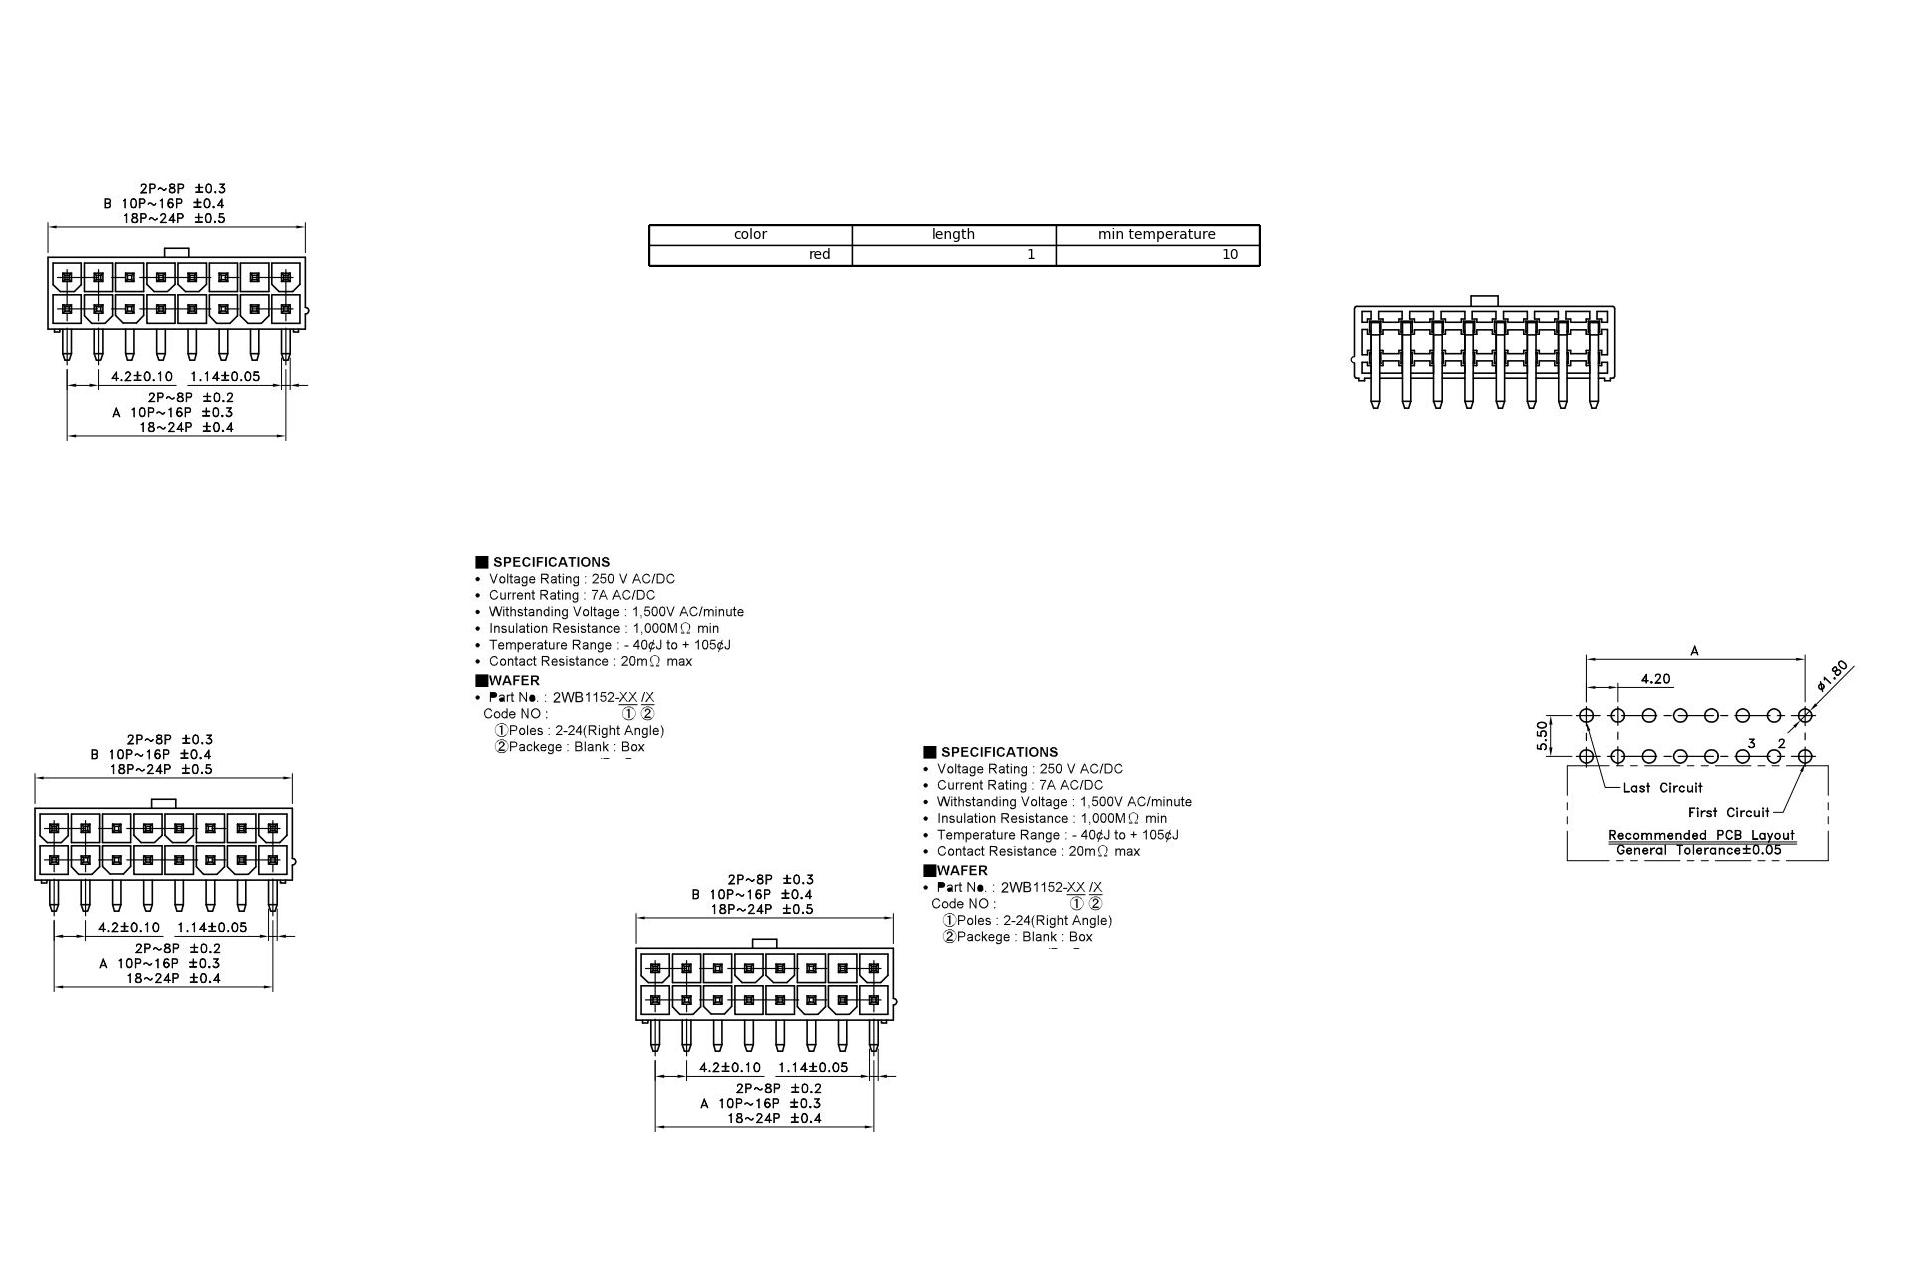 2P~8P ±0.3
B 10P~16P ±0.4
18P~24P ±0.5
4.2±0.10 1.14±0.05
2P~8P ±0.2
A 10P~16P ±0.3
18~24P ±0.4
color length min temperature
red 1 10
■ SPECIFICATIONS
• Voltage Rating : 250 V AC/DC
• Current Rating : 7A AC/DC
• Withstanding Voltage : 1,500V AC/minute
• Insulation Resistance : 1,000MΩ min
• Temperature Range : - 40¢J to + 105¢J
• Contact Resistance : 20mΩ max
■WAFER
• Part No. : 2WB1152-XX /X
Code NO : ① ②
①Poles : 2-24(Right Angle)
②Packege : Blank : Box
A
4.20
ø1.80
5.50
3 2
Last Circuit
First Circuit
Recommended PCB Layout
General Tolerance±0.05
2P~8P ±0.3
B 10P~16P ±0.4
18P~24P ±0.5
4.2±0.10 1.14±0.05
2P~8P ±0.2
A 10P~16P ±0.3
18~24P ±0.4
■ SPECIFICATIONS
• Voltage Rating : 250 V AC/DC
• Current Rating : 7A AC/DC
• Withstanding Voltage : 1,500V AC/minute
• Insulation Resistance : 1,000MΩ min
• Temperature Range : - 40¢J to + 105¢J
• Contact Resistance : 20mΩ max
■WAFER
• Part No. : 2WB1152-XX /X
Code NO : ① ②
①Poles : 2-24(Right Angle)
②Packege : Blank : Box
2P~8P ±0.3
B 10P~16P ±0.4
18P~24P ±0.5
4.2±0.10 1.14±0.05
2P~8P ±0.2
A 10P~16P ±0.3
18~24P ±0.4